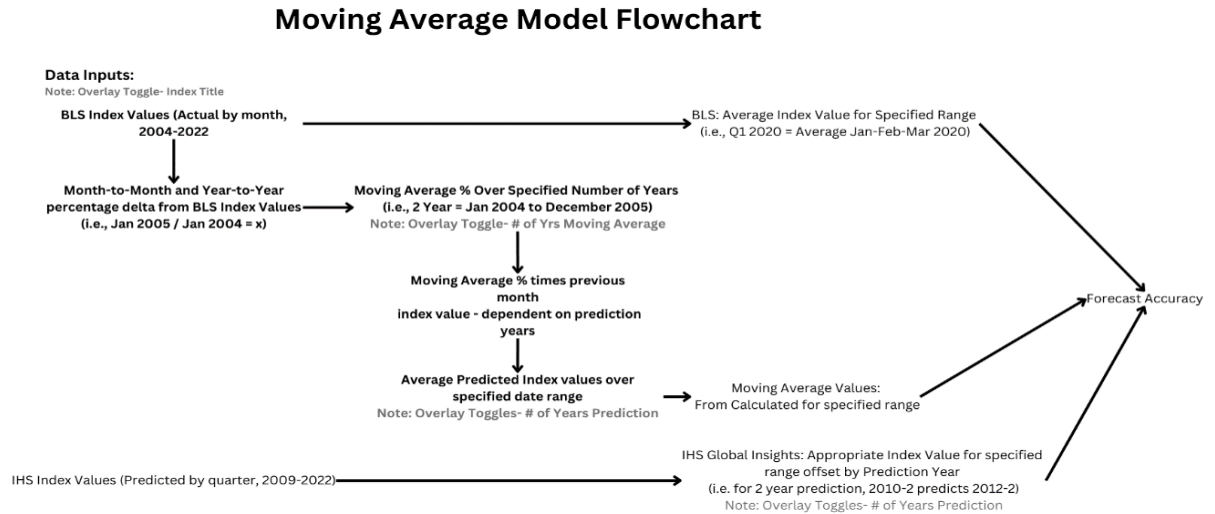 Moving Average Model Flowchart
Data Inputs:
Note: Overlay Toggle- Index Title
BLS Index Values (Actual by month,
2004-2022
BLS: Average Index Value for Specified Range
(i.e., Q1 2020 = Average Jan-Feb-Mar 2020)
Month-to-Month and Year-to-Year
percentage delta from BLS Index Values
(i.e., Jan 2005 / Jan 2004 = x)
Moving Average % Over Specified Number of Years
(i.e., 2 Year = Jan 2004 to December 2005)
Note: Overlay Toggle- # of Yrs Moving Average
Moving Average % times previous
month
index value - dependent on prediction
years
Forecast Accuracy
Average Predicted Index values over
specified date range
Note: Overlay Toggles- # of Years Prediction
Moving Average Values:
From Calculated for specified range
IHS Index Values (Predicted by quarter, 2009-2022)
IHS Global Insights: Appropriate Index Value for specified
range offset by Prediction Year
(i.e. for 2 year prediction, 2010-2 predicts 2012-2)
Note: Overlay Toggles- # of Years Prediction